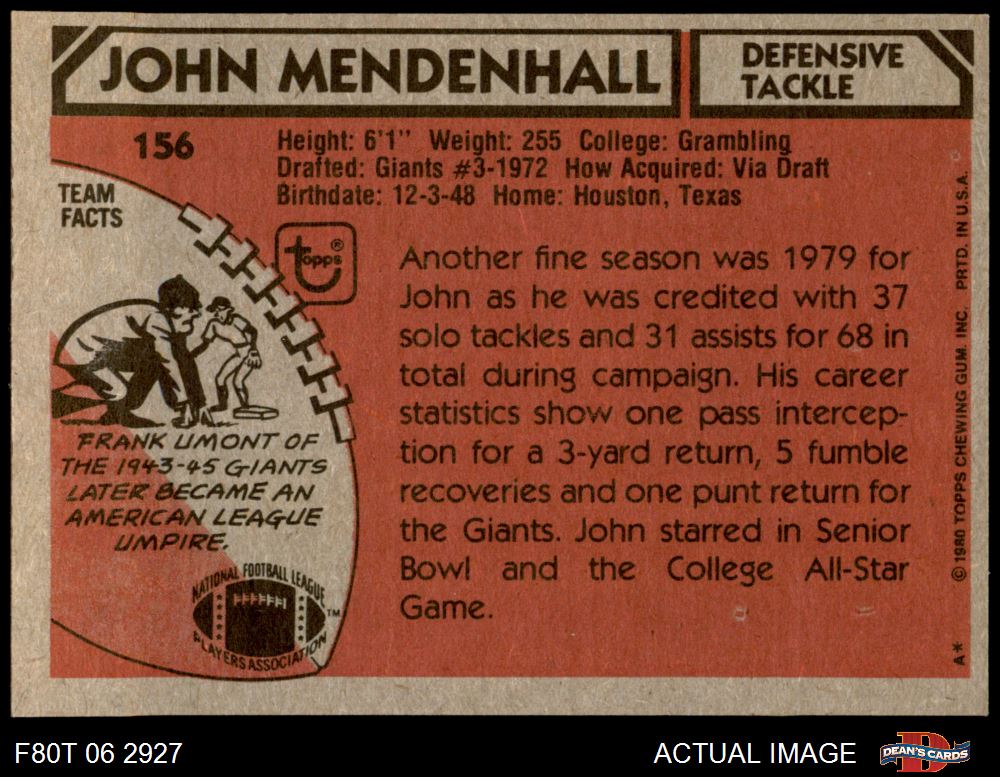 JOHN MENDENHALL
DEFENSIVE
TACKLE
156
Height: 6'1" Weight: 255 College: Grambling
Drafted: Giants #3-1972 How Acquired: Via Draft
Birthdate: 12-3-48 Home: Houston, Texas
TEAM
FACTS
topps®
Another fine season was 1979 for
John as he was credited with 37
solo tackles and 31 assists for 68 in
total during campaign. His career
statistics show one pass intercep-
tion for a 3-yard return, 5 fumble
recoveries and one punt return for
the Giants. John starred in Senior
Bowl and the College All-Star
Game.
FRANK UMONT OF
THE 1943-45 GIANTS
LATER BECAME AN
AMERICAN LEAGUE
UMPIRE.
NATIONAL FOOTBALL LEAGUE
PLAYERS ASSOCIATION
TM
A* © 1980 TOPPS CHEWING GUM, INC. PRTD. IN U.S.A.
F80T 06 2927
ACTUAL IMAGE
D
DEAN'S CARDS